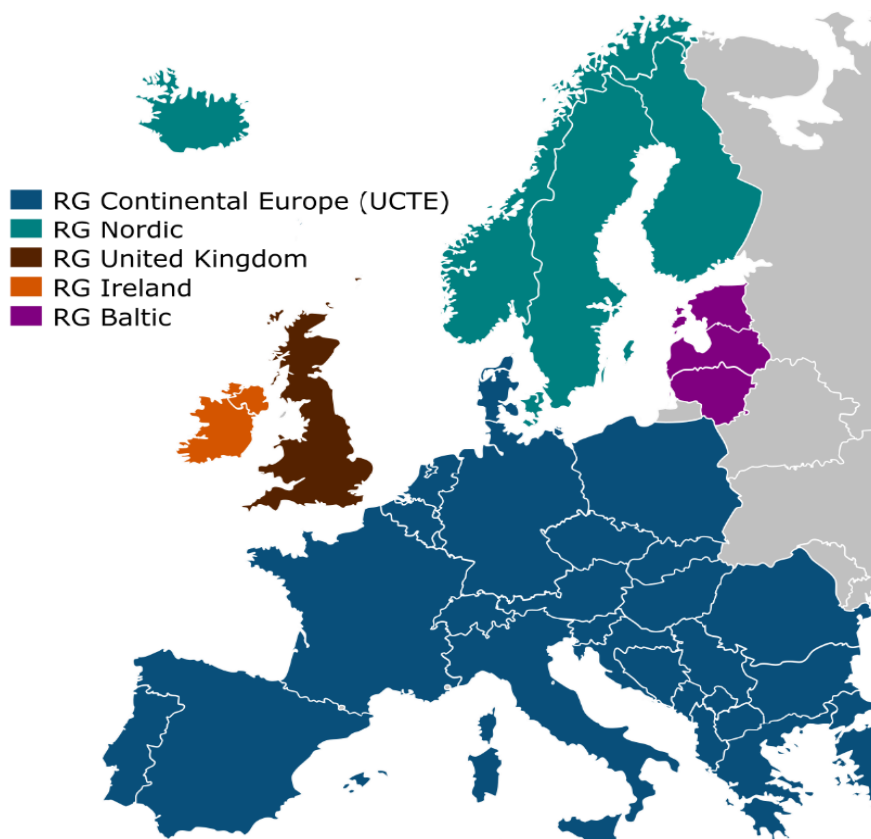 RG Continental Europe (UCTE)
RG Nordic
RG United Kingdom
RG Ireland
RG Baltic